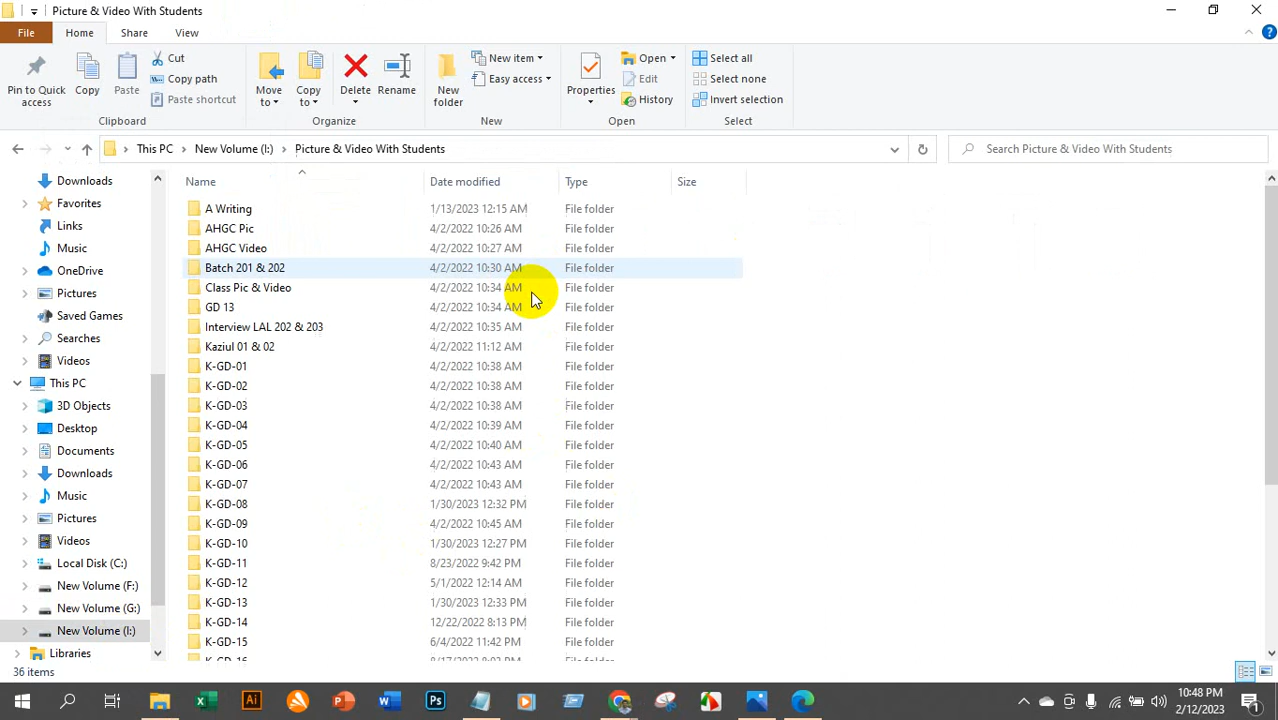 Picture & Video With Students
File Home Share View
Pin to Quick access
Copy
Paste
Cut
Copy path
Paste shortcut
Clipboard
Move to
Copy to
Delete
Rename
Organize
New folder
New item
Easy access
New
Properties
Open
Edit
History
Open
Select all
Select none
Invert selection
Select
This PC New Volume (I:) Picture & Video With Students
Search Picture & Video With Students
Downloads
Favorites
Links
Music
OneDrive
Pictures
Saved Games
Searches
Videos
This PC
3D Objects
Desktop
Documents
Downloads
Music
Pictures
Videos
Local Disk (C:)
New Volume (F:)
New Volume (G:)
New Volume (I:)
Libraries
Name Date modified Type Size
A Writing 1/13/2023 12:15 AM File folder
AHGC Pic 4/2/2022 10:26 AM File folder
AHGC Video 4/2/2022 10:27 AM File folder
Batch 201 & 202 4/2/2022 10:30 AM File folder
Class Pic & Video 4/2/2022 10:34 AM File folder
GD 13 4/2/2022 10:34 AM File folder
Interview LAL 202 & 203 4/2/2022 10:35 AM File folder
Kaziul 01 & 02 4/2/2022 11:12 AM File folder
K-GD-01 4/2/2022 10:38 AM File folder
K-GD-02 4/2/2022 10:38 AM File folder
K-GD-03 4/2/2022 10:38 AM File folder
K-GD-04 4/2/2022 10:39 AM File folder
K-GD-05 4/2/2022 10:40 AM File folder
K-GD-06 4/2/2022 10:43 AM File folder
K-GD-07 4/2/2022 10:43 AM File folder
K-GD-08 1/30/2023 12:32 PM File folder
K-GD-09 4/2/2022 10:45 AM File folder
K-GD-10 1/30/2023 12:27 PM File folder
K-GD-11 8/23/2022 9:42 PM File folder
K-GD-12 5/1/2022 12:14 AM File folder
K-GD-13 1/30/2023 12:33 PM File folder
K-GD-14 12/22/2022 8:13 PM File folder
K-GD-15 6/4/2022 11:42 PM File folder
K-GD-16 8/17/2022 8:03 PM File folder
36 items
10:48 PM
2/12/2023